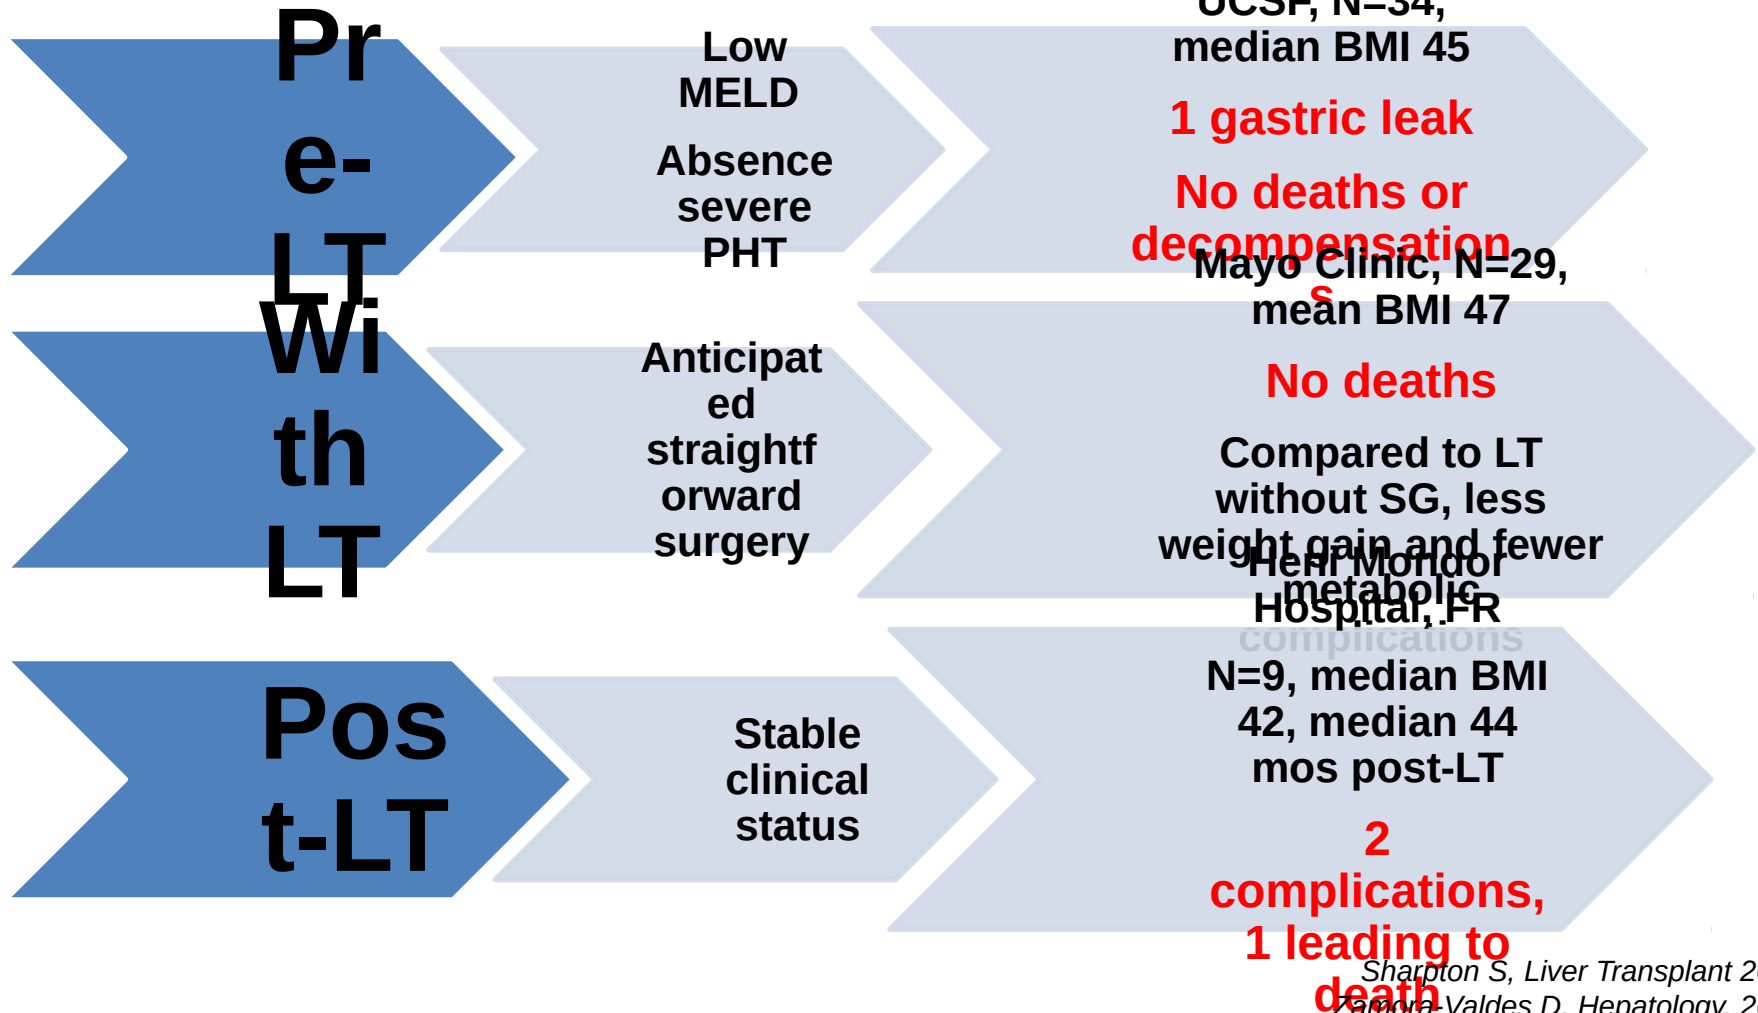 Pr
e-
LT
Low
MELD
Absence
severe
PHT
UCSF, N=34,
median BMI 45
1 gastric leak
No deaths or
decompensation
s
Wi
th
LT
Anticipat
ed
straightf
orward
surgery
Mayo Clinic, N=29,
mean BMI 47
No deaths
Compared to LT
without SG, less
weight gain and fewer
metabolic
complications
Pos
t-LT
Stable
clinical
status
Henri Mondor
Hospital, FR
N=9, median BMI
42, median 44
mos post-LT
2
complications,
1 leading to
death
Sharpton S, Liver Transplant
Zamora-Valdes D, Hepatology,